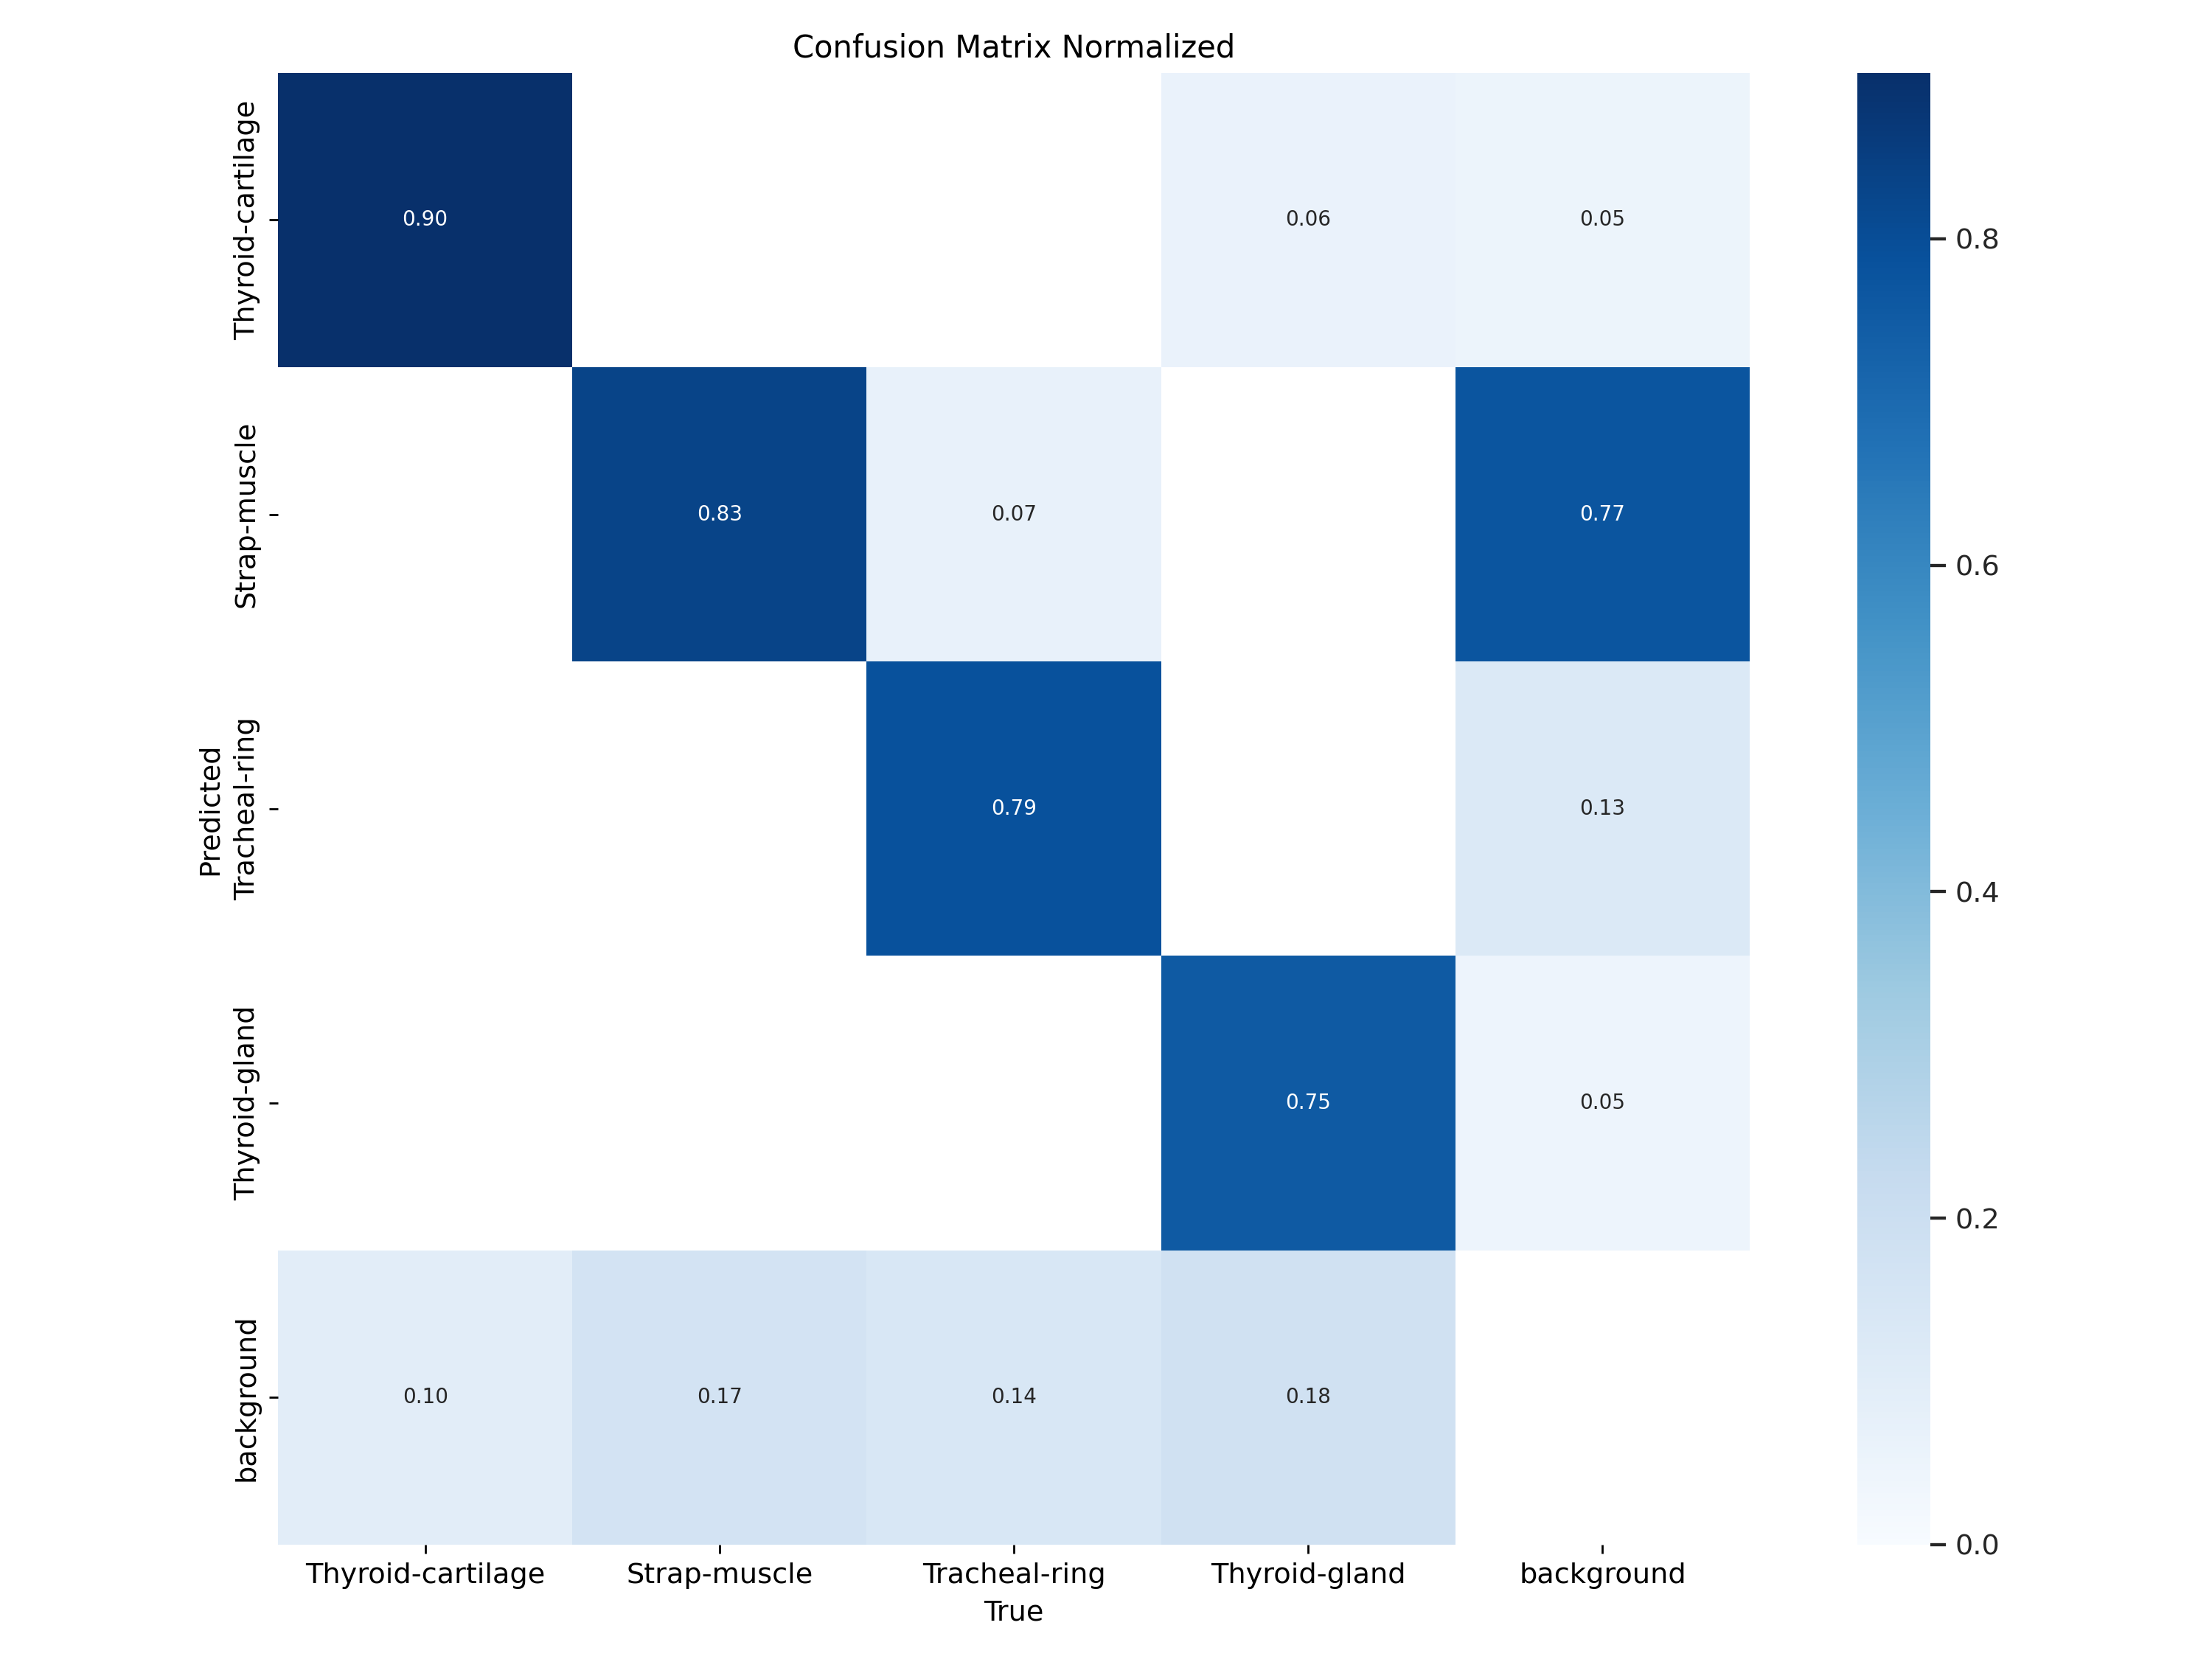 Confusion Matrix Normalized
Thyroid-cartilage
0.90
0.06
0.05
Strap-muscle
0.83
0.07
0.77
Predicted
Tracheal-ring
0.79
0.13
Thyroid-gland
0.75
0.05
background
0.10
0.17
0.14
0.18
Thyroid-cartilage
Strap-muscle
Tracheal-ring
Thyroid-gland
background
True
0.8
0.6
0.4
0.2
0.0